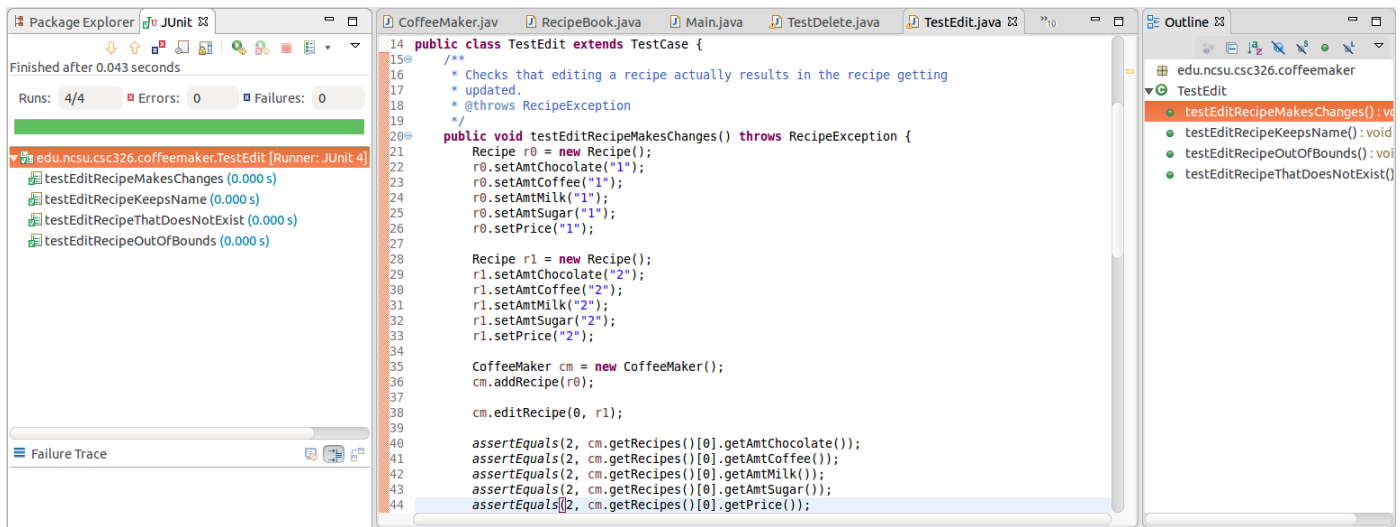 Package Explorer JUnit
Finished after 0.043 seconds
Runs: 4/4 Errors: 0 Failures: 0
edu.ncsu.csc326.coffeemaker.TestEdit [Runner: JUnit 4]
testEditRecipeMakesChanges (0.000 s)
testEditRecipeKeepsName (0.000 s)
testEditRecipeThatDoesNotExist (0.000 s)
testEditRecipeOutOfBounds (0.000 s)
Failure Trace
CoffeeMaker.jav RecipeBook.java Main.java TestDelete.java TestEdit.java »10
14 public class TestEdit extends TestCase {
15 /**
16 * Checks that editing a recipe actually results in the recipe getting
17 * updated.
18 * @throws RecipeException
19 */
20 public void testEditRecipeMakesChanges() throws RecipeException {
21 Recipe r0 = new Recipe();
22 r0.setAmtChocolate("1");
23 r0.setAmtCoffee("1");
24 r0.setAmtMilk("1");
25 r0.setAmtSugar("1");
26 r0.setPrice("1");
27
28 Recipe r1 = new Recipe();
29 r1.setAmtChocolate("2");
30 r1.setAmtCoffee("2");
31 r1.setAmtMilk("2");
32 r1.setAmtSugar("2");
33 r1.setPrice("2");
34
35 CoffeeMaker cm = new CoffeeMaker();
36 cm.addRecipe(r0);
37
38 cm.editRecipe(0, r1);
39
40 assertEquals(2, cm.getRecipes()[0].getAmtChocolate());
41 assertEquals(2, cm.getRecipes()[0].getAmtCoffee());
42 assertEquals(2, cm.getRecipes()[0].getAmtMilk());
43 assertEquals(2, cm.getRecipes()[0].getAmtSugar());
44 assertEquals(2, cm.getRecipes()[0].getPrice());
Outline
edu.ncsu.csc326.coffeemaker
TestEdit
testEditRecipeMakesChanges() : vo
testEditRecipeKeepsName() : void
testEditRecipeOutOfBounds() : voi
testEditRecipeThatDoesNotExist()